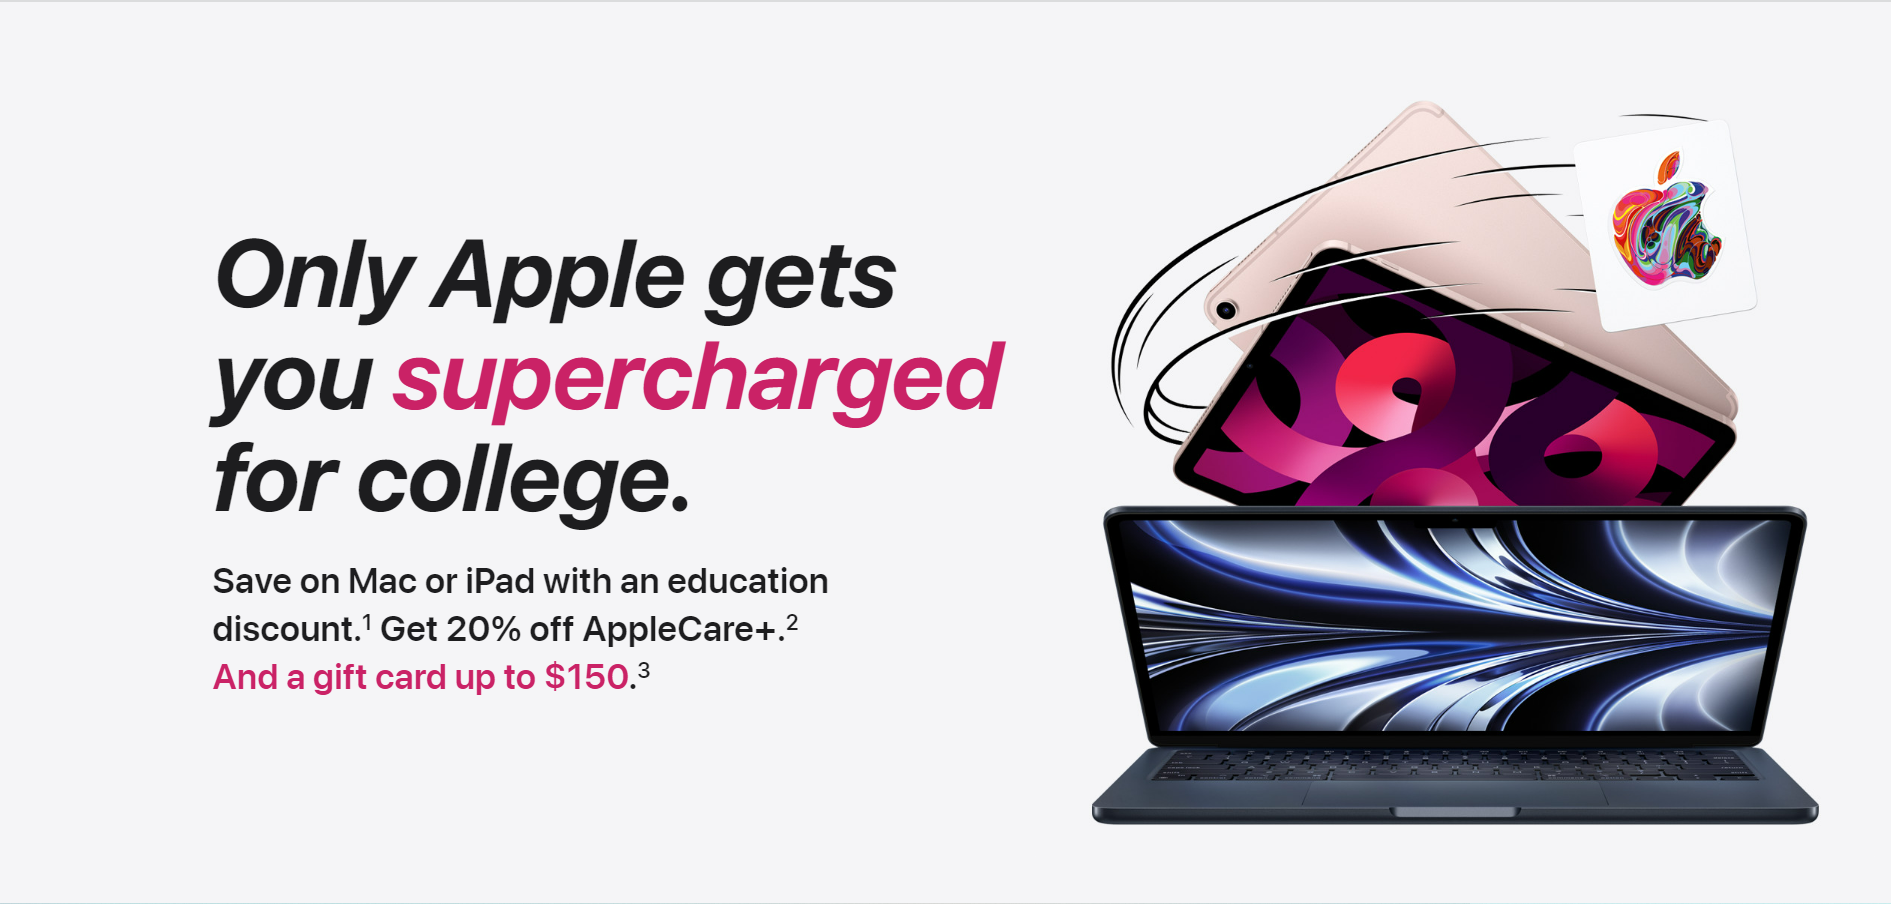 Only Apple gets
you supercharged
for college.
Save on Mac or iPad with an education
discount.¹ Get 20% off AppleCare+.²
And a gift card up to $150.³